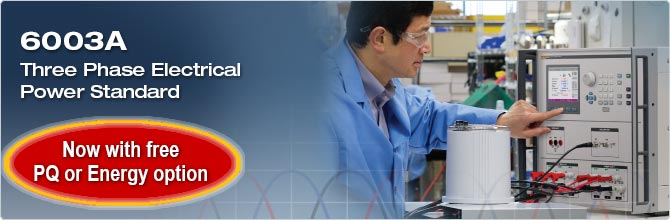 6003A
Three Phase Electrical
Power Standard
Now with free
PQ or Energy option